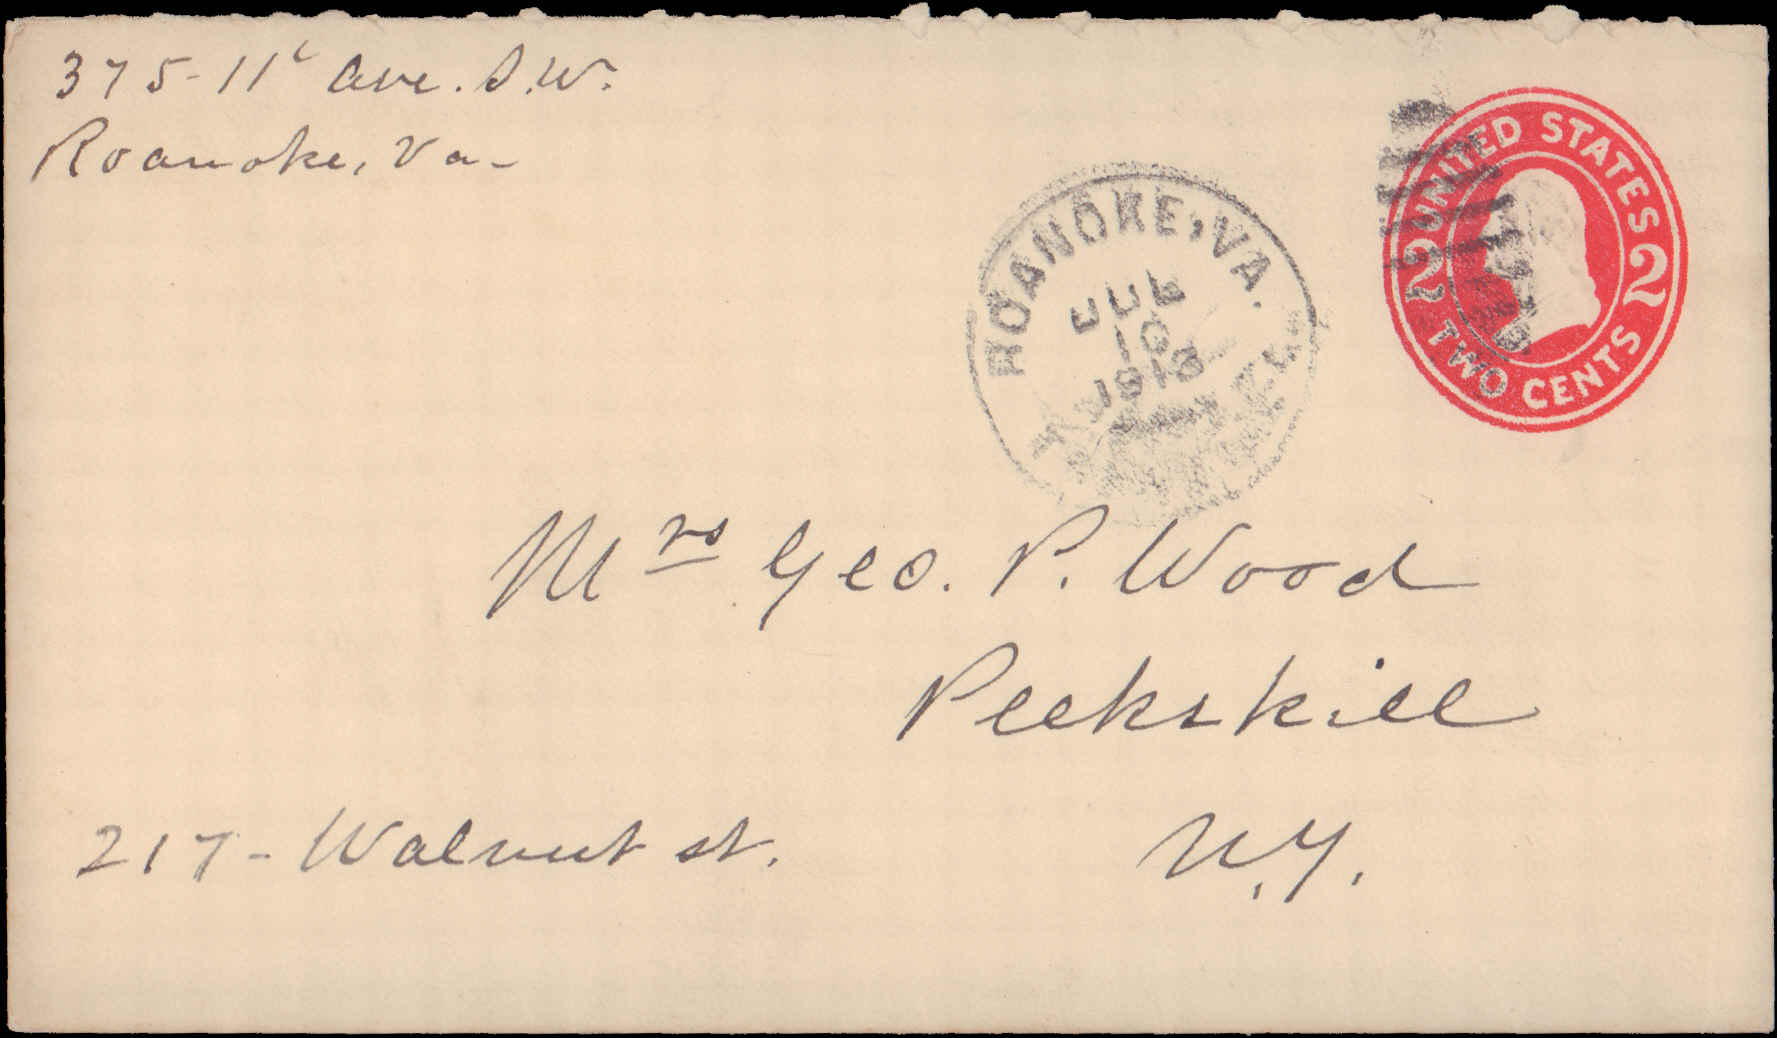 375-11t Ave. S.W.
Roanoke, Va-
ROANOKE, VA.
JUL
10
UNITED STATES
2 2
TWO CENTS
Mrs Geo. P. Wood
Peekskill
217- Walnut st.
N.Y.